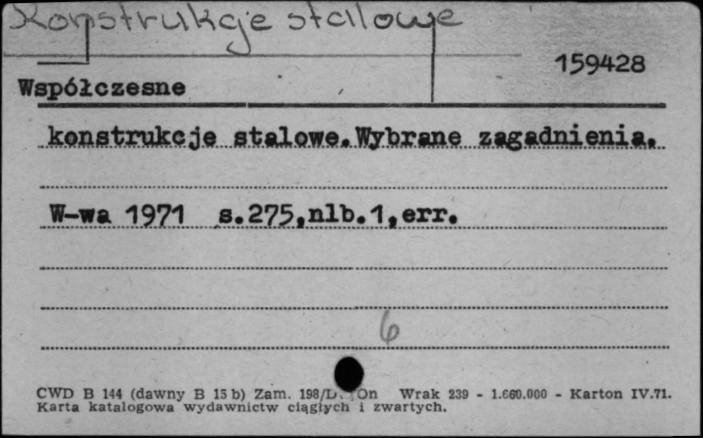 Konstrukcje stalowe
159428
Współczesne
konstrukcje stalowe.Wybrane zagadnienia.
W-wa 1971 s.275,nlb.1,err.
6
CWD B 144 (dawny B 15 b) Zam. 198/D On Wrak 239 - 1.660.000 - Karton IV.71.
Karta katalogowa wydawnictw ciągłych i zwartych.